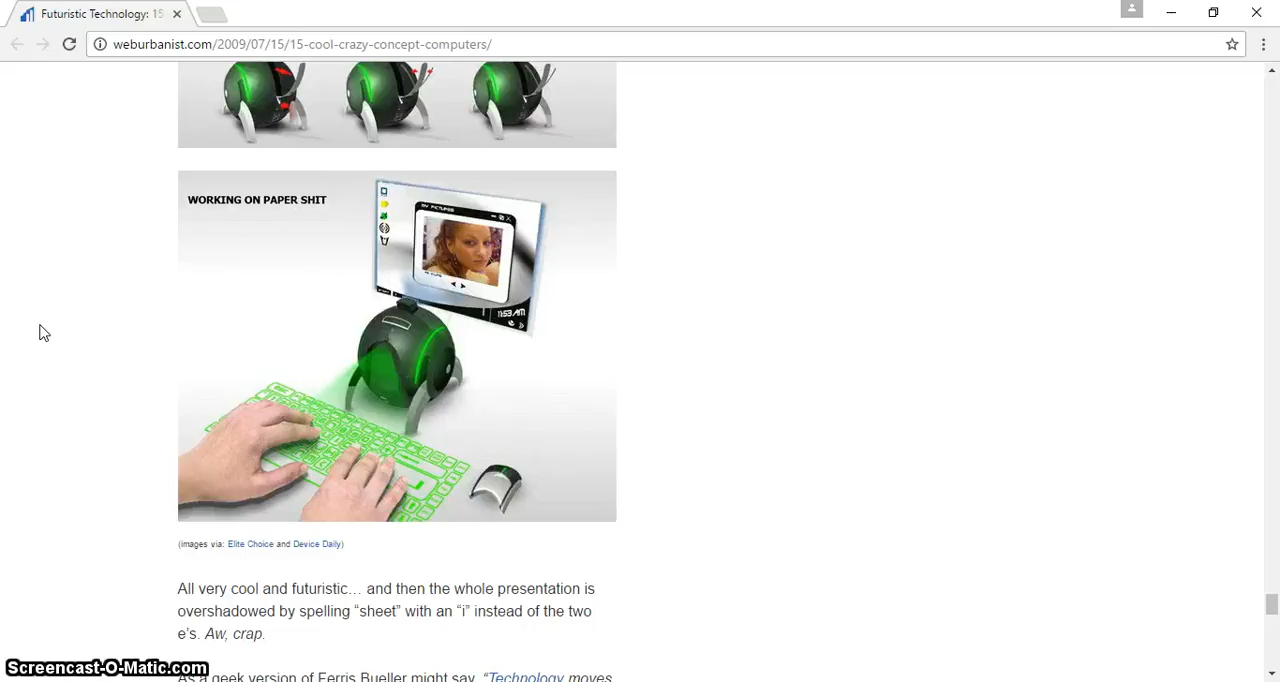 Futuristic Technology: 15
weburbanist.com/2009/07/15/15-cool-crazy-concept-computers/
WORKING ON PAPER SHIT
MY PICTURES
11:53 AM
(images via: Elite Choice and Device Daily)
All very cool and futuristic… and then the whole presentation is
overshadowed by spelling “sheet” with an “i” instead of the two
e’s. Aw, crap.
As a geek version of Ferris Bueller might say, “Technology moves
Screencast-O-Matic.com